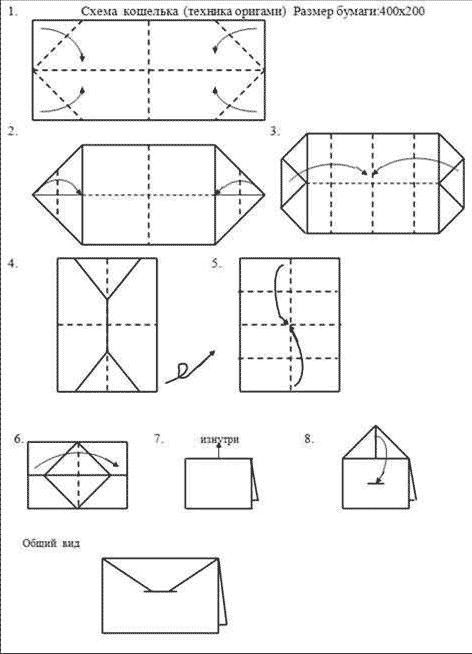 1. Схема кошелька (техника оригами) Размер бумаги:400х200
2.
3.
4.
5.
6.
7. изнутри
8.
Общий вид